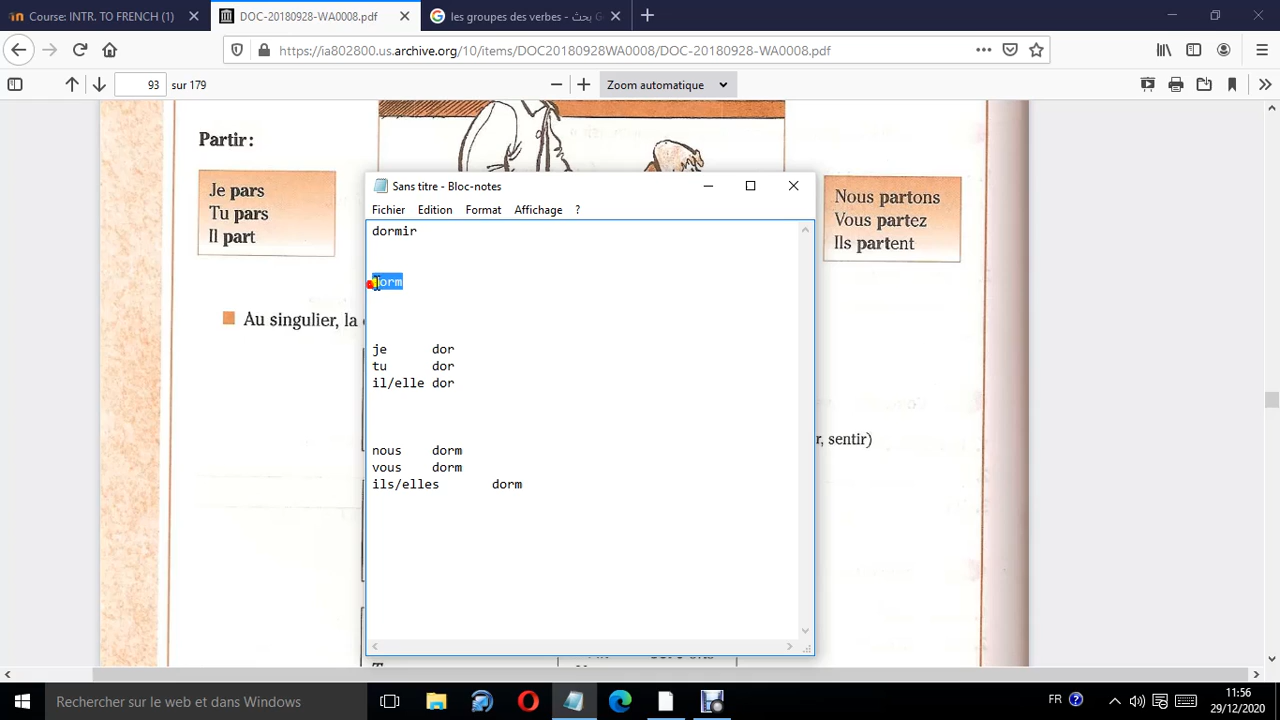 Course: INTR. TO FRENCH (1)
DOC-20180928-WA0008.pdf
les groupes des verbes - بحث G
https://ia802800.us.archive.org/10/items/DOC20180928WA0008/DOC-20180928-WA0008.pdf
93 sur 179
Zoom automatique
Partir :
Je pars
Tu pars
Il part
Nous partons
Vous partez
Ils partent
Au singulier, la
r, sentir)
Sans titre - Bloc-notes
Fichier Edition Format Affichage ?
dormir
dorm
je dor
tu dor
il/elle dor
nous dorm
vous dorm
ils/elles dorm
Rechercher sur le web et dans Windows
FR
11:56
29/12/2020